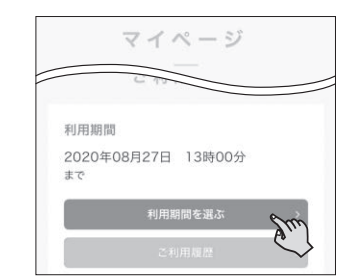 マイページ
利用期間
2020年08月27日　13時00分
まで
利用期間を選ぶ
ご利用履歴